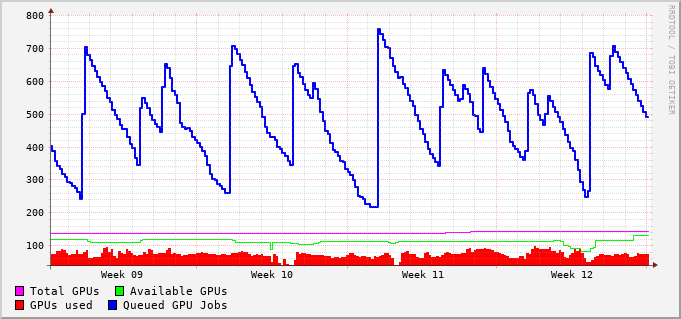 800
700
600
500
400
300
200
100
Week 09 Week 10 Week 11 Week 12
RRDTOOL / TOBI OETIKER
Total GPUs Available GPUs
GPUs used Queued GPU Jobs